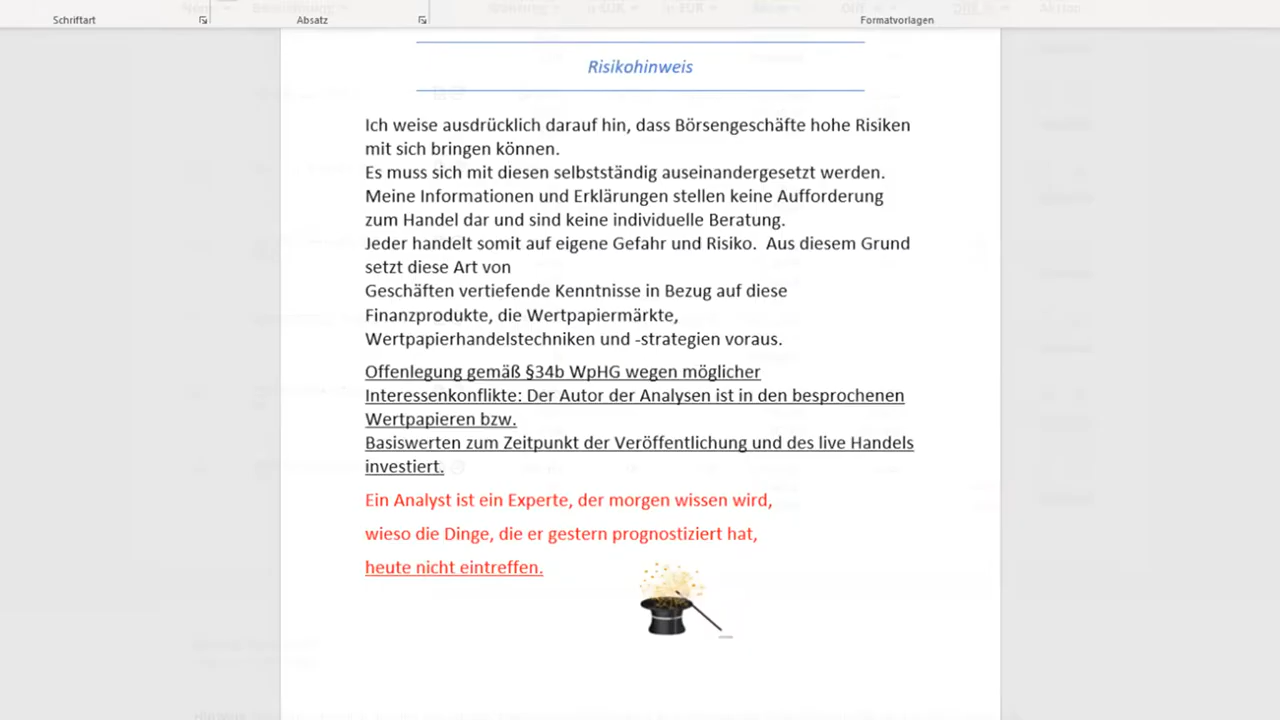 Schriftart
Absatz
Formatvorlagen
Risikohinweis
Ich weise ausdrücklich darauf hin, dass Börsengeschäfte hohe Risiken
mit sich bringen können.
Es muss sich mit diesen selbstständig auseinandergesetzt werden.
Meine Informationen und Erklärungen stellen keine Aufforderung
zum Handel dar und sind keine individuelle Beratung.
Jeder handelt somit auf eigene Gefahr und Risiko.  Aus diesem Grund
setzt diese Art von
Geschäften vertiefende Kenntnisse in Bezug auf diese
Finanzprodukte, die Wertpapiermärkte,
Wertpapierhandelstechniken und -strategien voraus.
Offenlegung gemäß §34b WpHG wegen möglicher
Interessenkonflikte: Der Autor der Analysen ist in den besprochenen
Wertpapieren bzw.
Basiswerten zum Zeitpunkt der Veröffentlichung und des live Handels
investiert.
Ein Analyst ist ein Experte, der morgen wissen wird,
wieso die Dinge, die er gestern prognostiziert hat,
heute nicht eintreffen.